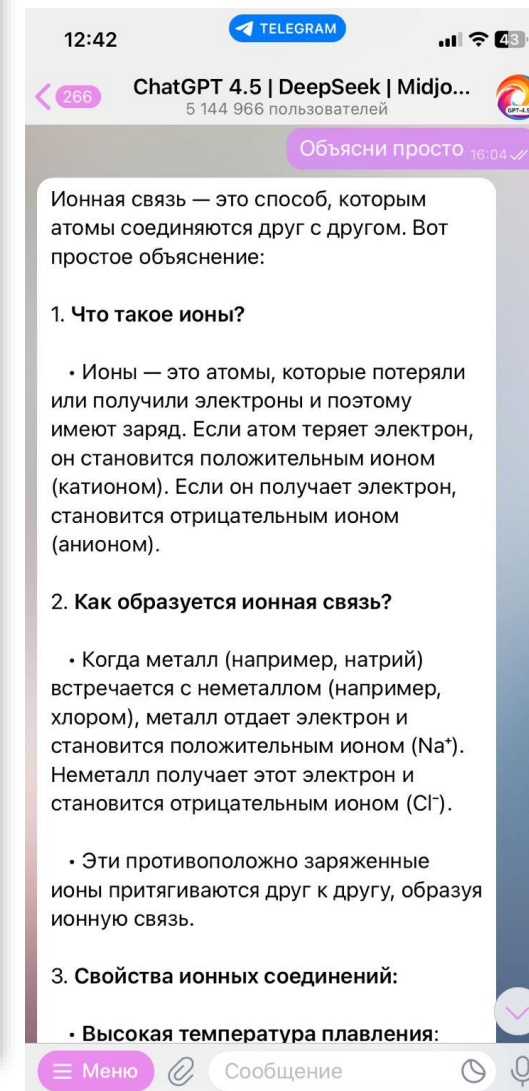 12:42
TELEGRAM
43
266
ChatGPT 4.5 | DeepSeek | Midjo...
5 144 966 пользователей
GPT-4.5
Объясни просто 16:04
Ионная связь — это способ, которым
атомы соединяются друг с другом. Вот
простое объяснение:
1. Что такое ионы?
• Ионы — это атомы, которые потеряли
или получили электроны и поэтому
имеют заряд. Если атом теряет электрон,
он становится положительным ионом
(катионом). Если он получает электрон,
становится отрицательным ионом
(анионом).
2. Как образуется ионная связь?
• Когда металл (например, натрий)
встречается с неметаллом (например,
хлором), металл отдает электрон и
становится положительным ионом (Na⁺).
Неметалл получает этот электрон и
становится отрицательным ионом (Cl⁻).
• Эти противоположно заряженные
ионы притягиваются друг к другу, образуя
ионную связь.
3. Свойства ионных соединений:
• Высокая температура плавления:
Меню
Сообщение